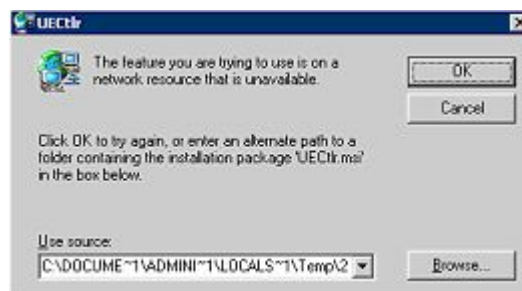 UECtlr
The feature you are trying to use is on a
network resource that is unavailable.
OK
Cancel
Click OK to try again, or enter an alternate path to a
folder containing the installation package 'UECtlr.msi'
in the box below.
Use source:
C:\DOCUME~1\ADMINI~1\LOCALS~1\Temp\2
Browse...